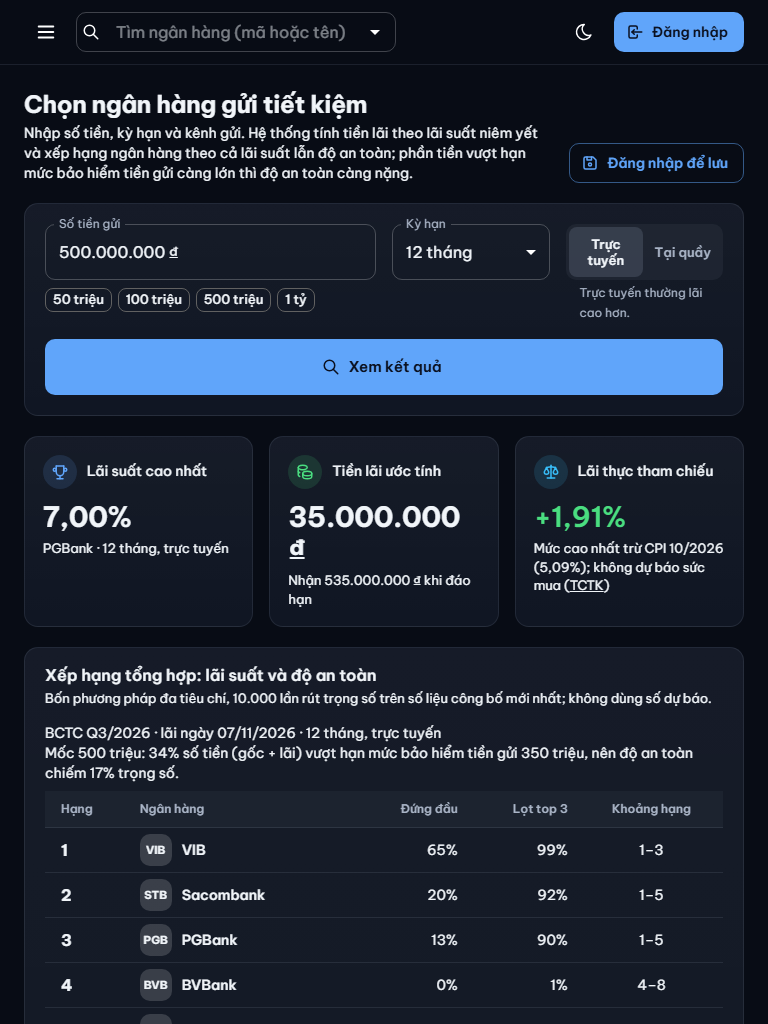 Tìm ngân hàng (mã hoặc tên)
Đăng nhập
Chọn ngân hàng gửi tiết kiệm
Nhập số tiền, kỳ hạn và kênh gửi. Hệ thống tính tiền lãi theo lãi suất niêm yết
và xếp hạng ngân hàng theo cả lãi suất lẫn độ an toàn; phần tiền vượt hạn
mức bảo hiểm tiền gửi càng lớn thì độ an toàn càng nặng.
Đăng nhập để lưu
Số tiền gửi
500.000.000 ₫
Kỳ hạn
12 tháng
Trực
tuyến
Tại quầy
50 triệu
100 triệu
500 triệu
1 tỷ
Trực tuyến thường lãi
cao hơn.
Xem kết quả
Lãi suất cao nhất
7,00%
PGBank · 12 tháng, trực tuyến
Tiền lãi ước tính
35.000.000
₫
Nhận 535.000.000 ₫ khi đáo
hạn
Lãi thực tham chiếu
+1,91%
Mức cao nhất trừ CPI 10/2026
(5,09%); không dự báo sức
mua (TCTK)
Xếp hạng tổng hợp: lãi suất và độ an toàn
Bốn phương pháp đa tiêu chí, 10.000 lần rút trọng số trên số liệu công bố mới nhất; không dùng số dự báo.
BCTC Q3/2026 · lãi ngày 07/11/2026 · 12 tháng, trực tuyến
Mốc 500 triệu: 34% số tiền (gốc + lãi) vượt hạn mức bảo hiểm tiền gửi 350 triệu, nên độ an toàn
chiếm 17% trọng số.
Hạng Ngân hàng Đứng đầu Lọt top 3 Khoảng hạng
1 VIB VIB 65% 99% 1–3
2 STB Sacombank 20% 92% 1–5
3 PGB PGBank 13% 90% 1–5
4 BVB BVBank 0% 1% 4–8